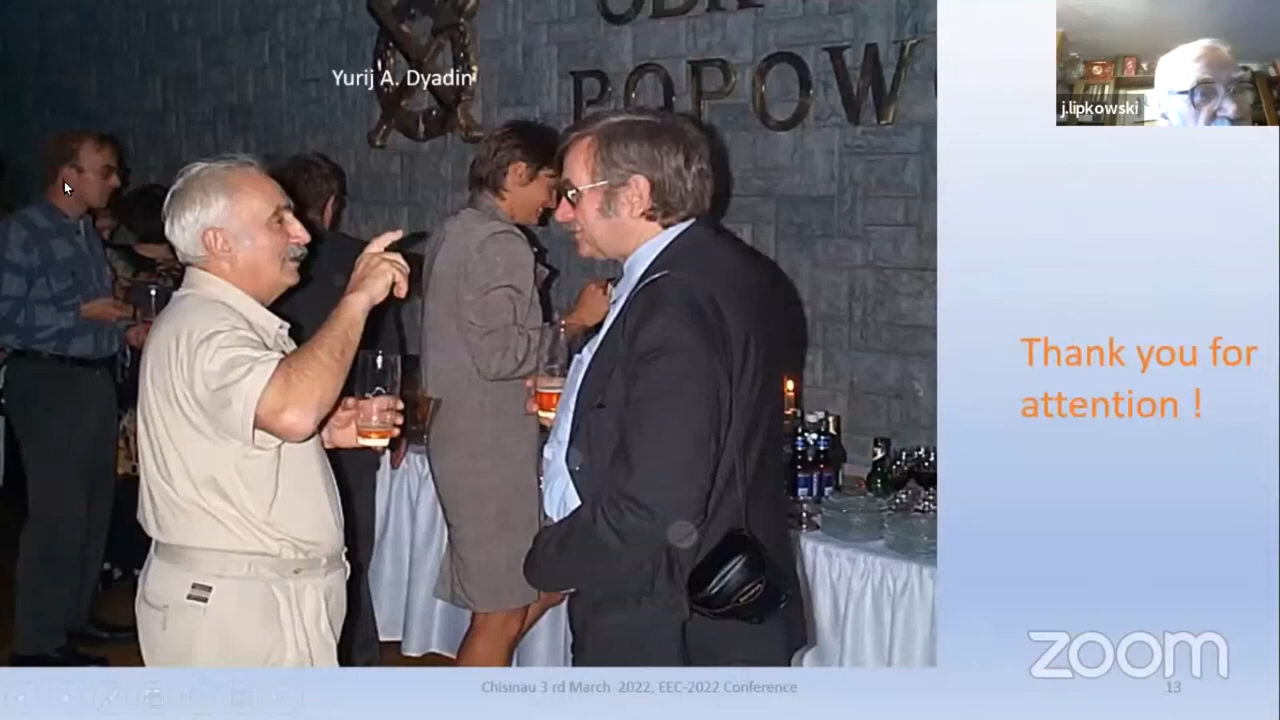 POPOW
Yurij A. Dyadin
j.lipkowski
Thank you for
attention !
zoom
Chisinau 3 rd March 2022, EEC-2022 Conference
13